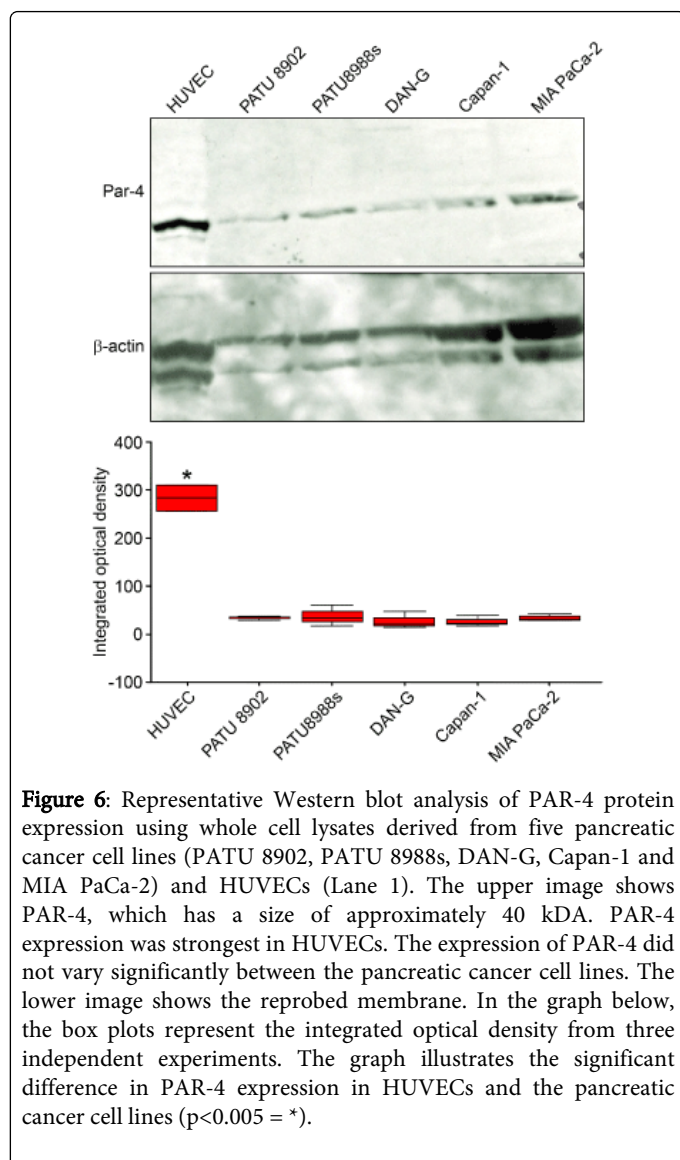 HUVEC
PATU 8902
PATU8988s
DAN-G
Capan-1
MIA PaCa-2
Par-4
β-actin
Integrated optical density
400
300
200
100
0
-100
*
HUVEC
PATU 8902
PATU8988s
DAN-G
Capan-1
MIA PaCa-2
Figure 6: Representative Western blot analysis of PAR-4 protein
expression using whole cell lysates derived from five pancreatic
cancer cell lines (PATU 8902, PATU 8988s, DAN-G, Capan-1 and
MIA PaCa-2) and HUVECs (Lane 1). The upper image shows
PAR-4, which has a size of approximately 40 kDA. PAR-4
expression was strongest in HUVECs. The expression of PAR-4 did
not vary significantly between the pancreatic cancer cell lines. The
lower image shows the reprobed membrane. In the graph below,
the box plots represent the integrated optical density from three
independent experiments. The graph illustrates the significant
difference in PAR-4 expression in HUVECs and the pancreatic
cancer cell lines (p<0.005 = *).